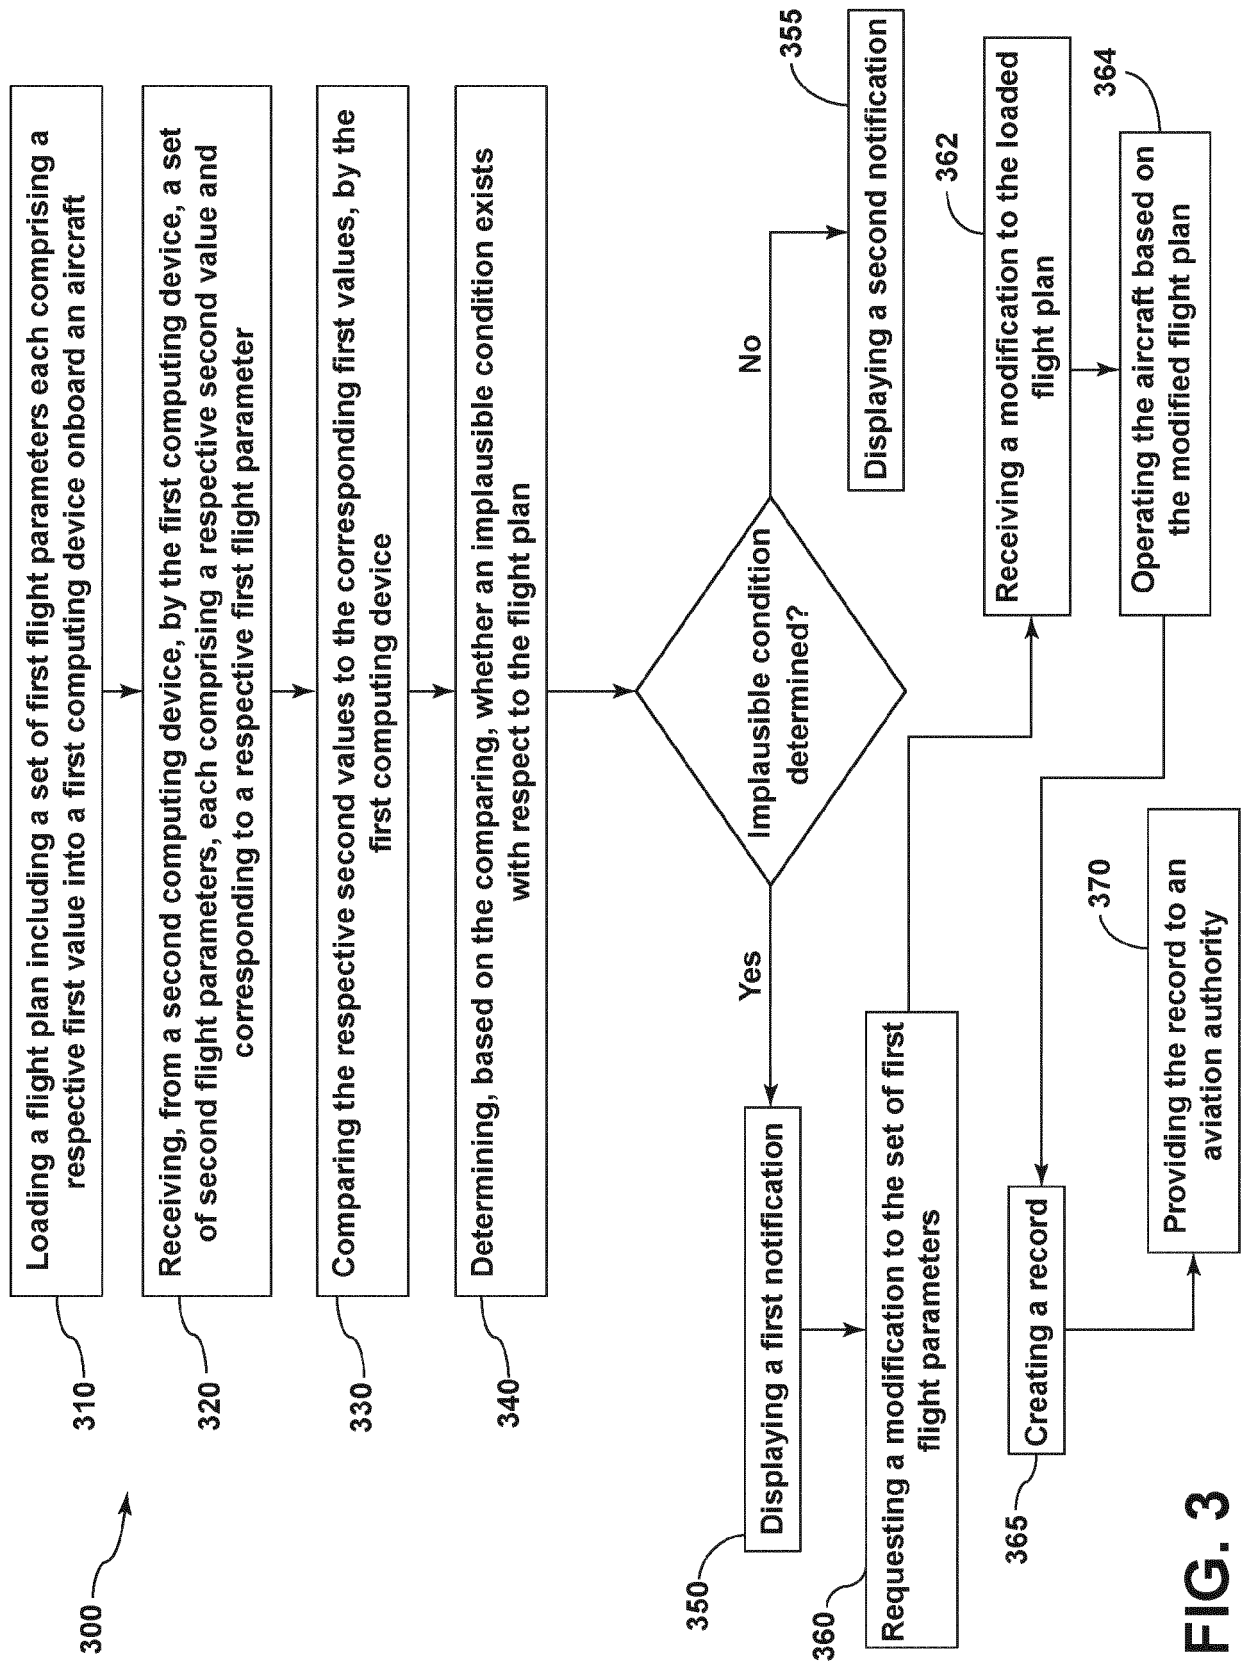 300
310
Loading a flight plan including a set of first flight parameters each comprising a
respective first value into a first computing device onboard an aircraft
320
Receiving, from a second computing device, by the first computing device, a set
of second flight parameters, each comprising a respective second value and
corresponding to a respective first flight parameter
330
Comparing the respective second values to the corresponding first values, by the
first computing device
340
Determining, based on the comparing, whether an implausible condition exists
with respect to the flight plan
Implausible condition
determined?
Yes
No
350
Displaying a first notification
355
Displaying a second notification
360
Requesting a modification to the set of first
flight parameters
362
Receiving a modification to the loaded
flight plan
364
Operating the aircraft based on
the modified flight plan
365
Creating a record
370
Providing the record to an
aviation authority
FIG. 3